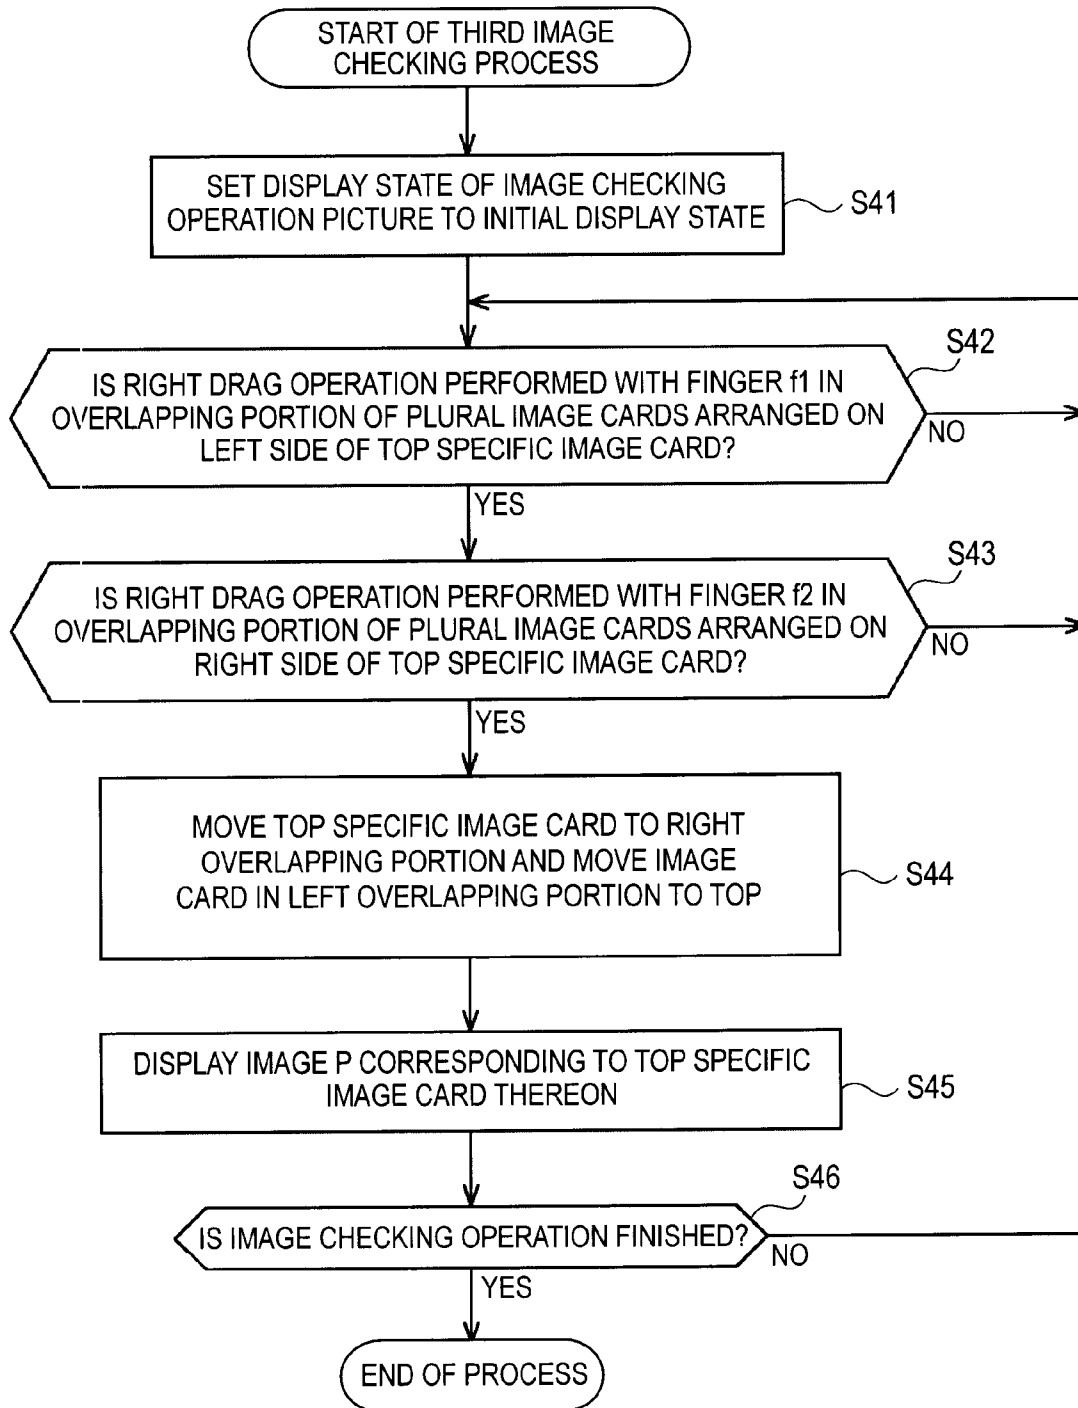 START OF THIRD IMAGE
CHECKING PROCESS
SET DISPLAY STATE OF IMAGE CHECKING
OPERATION PICTURE TO INITIAL DISPLAY STATE
S41
S42
IS RIGHT DRAG OPERATION PERFORMED WITH FINGER f1 IN
OVERLAPPING PORTION OF PLURAL IMAGE CARDS ARRANGED ON
LEFT SIDE OF TOP SPECIFIC IMAGE CARD?
NO
YES
S43
IS RIGHT DRAG OPERATION PERFORMED WITH FINGER f2 IN
OVERLAPPING PORTION OF PLURAL IMAGE CARDS ARRANGED ON
RIGHT SIDE OF TOP SPECIFIC IMAGE CARD?
NO
YES
MOVE TOP SPECIFIC IMAGE CARD TO RIGHT
OVERLAPPING PORTION AND MOVE IMAGE
CARD IN LEFT OVERLAPPING PORTION TO TOP
S44
DISPLAY IMAGE P CORRESPONDING TO TOP SPECIFIC
IMAGE CARD THEREON
S45
S46
IS IMAGE CHECKING OPERATION FINISHED?
NO
YES
END OF PROCESS